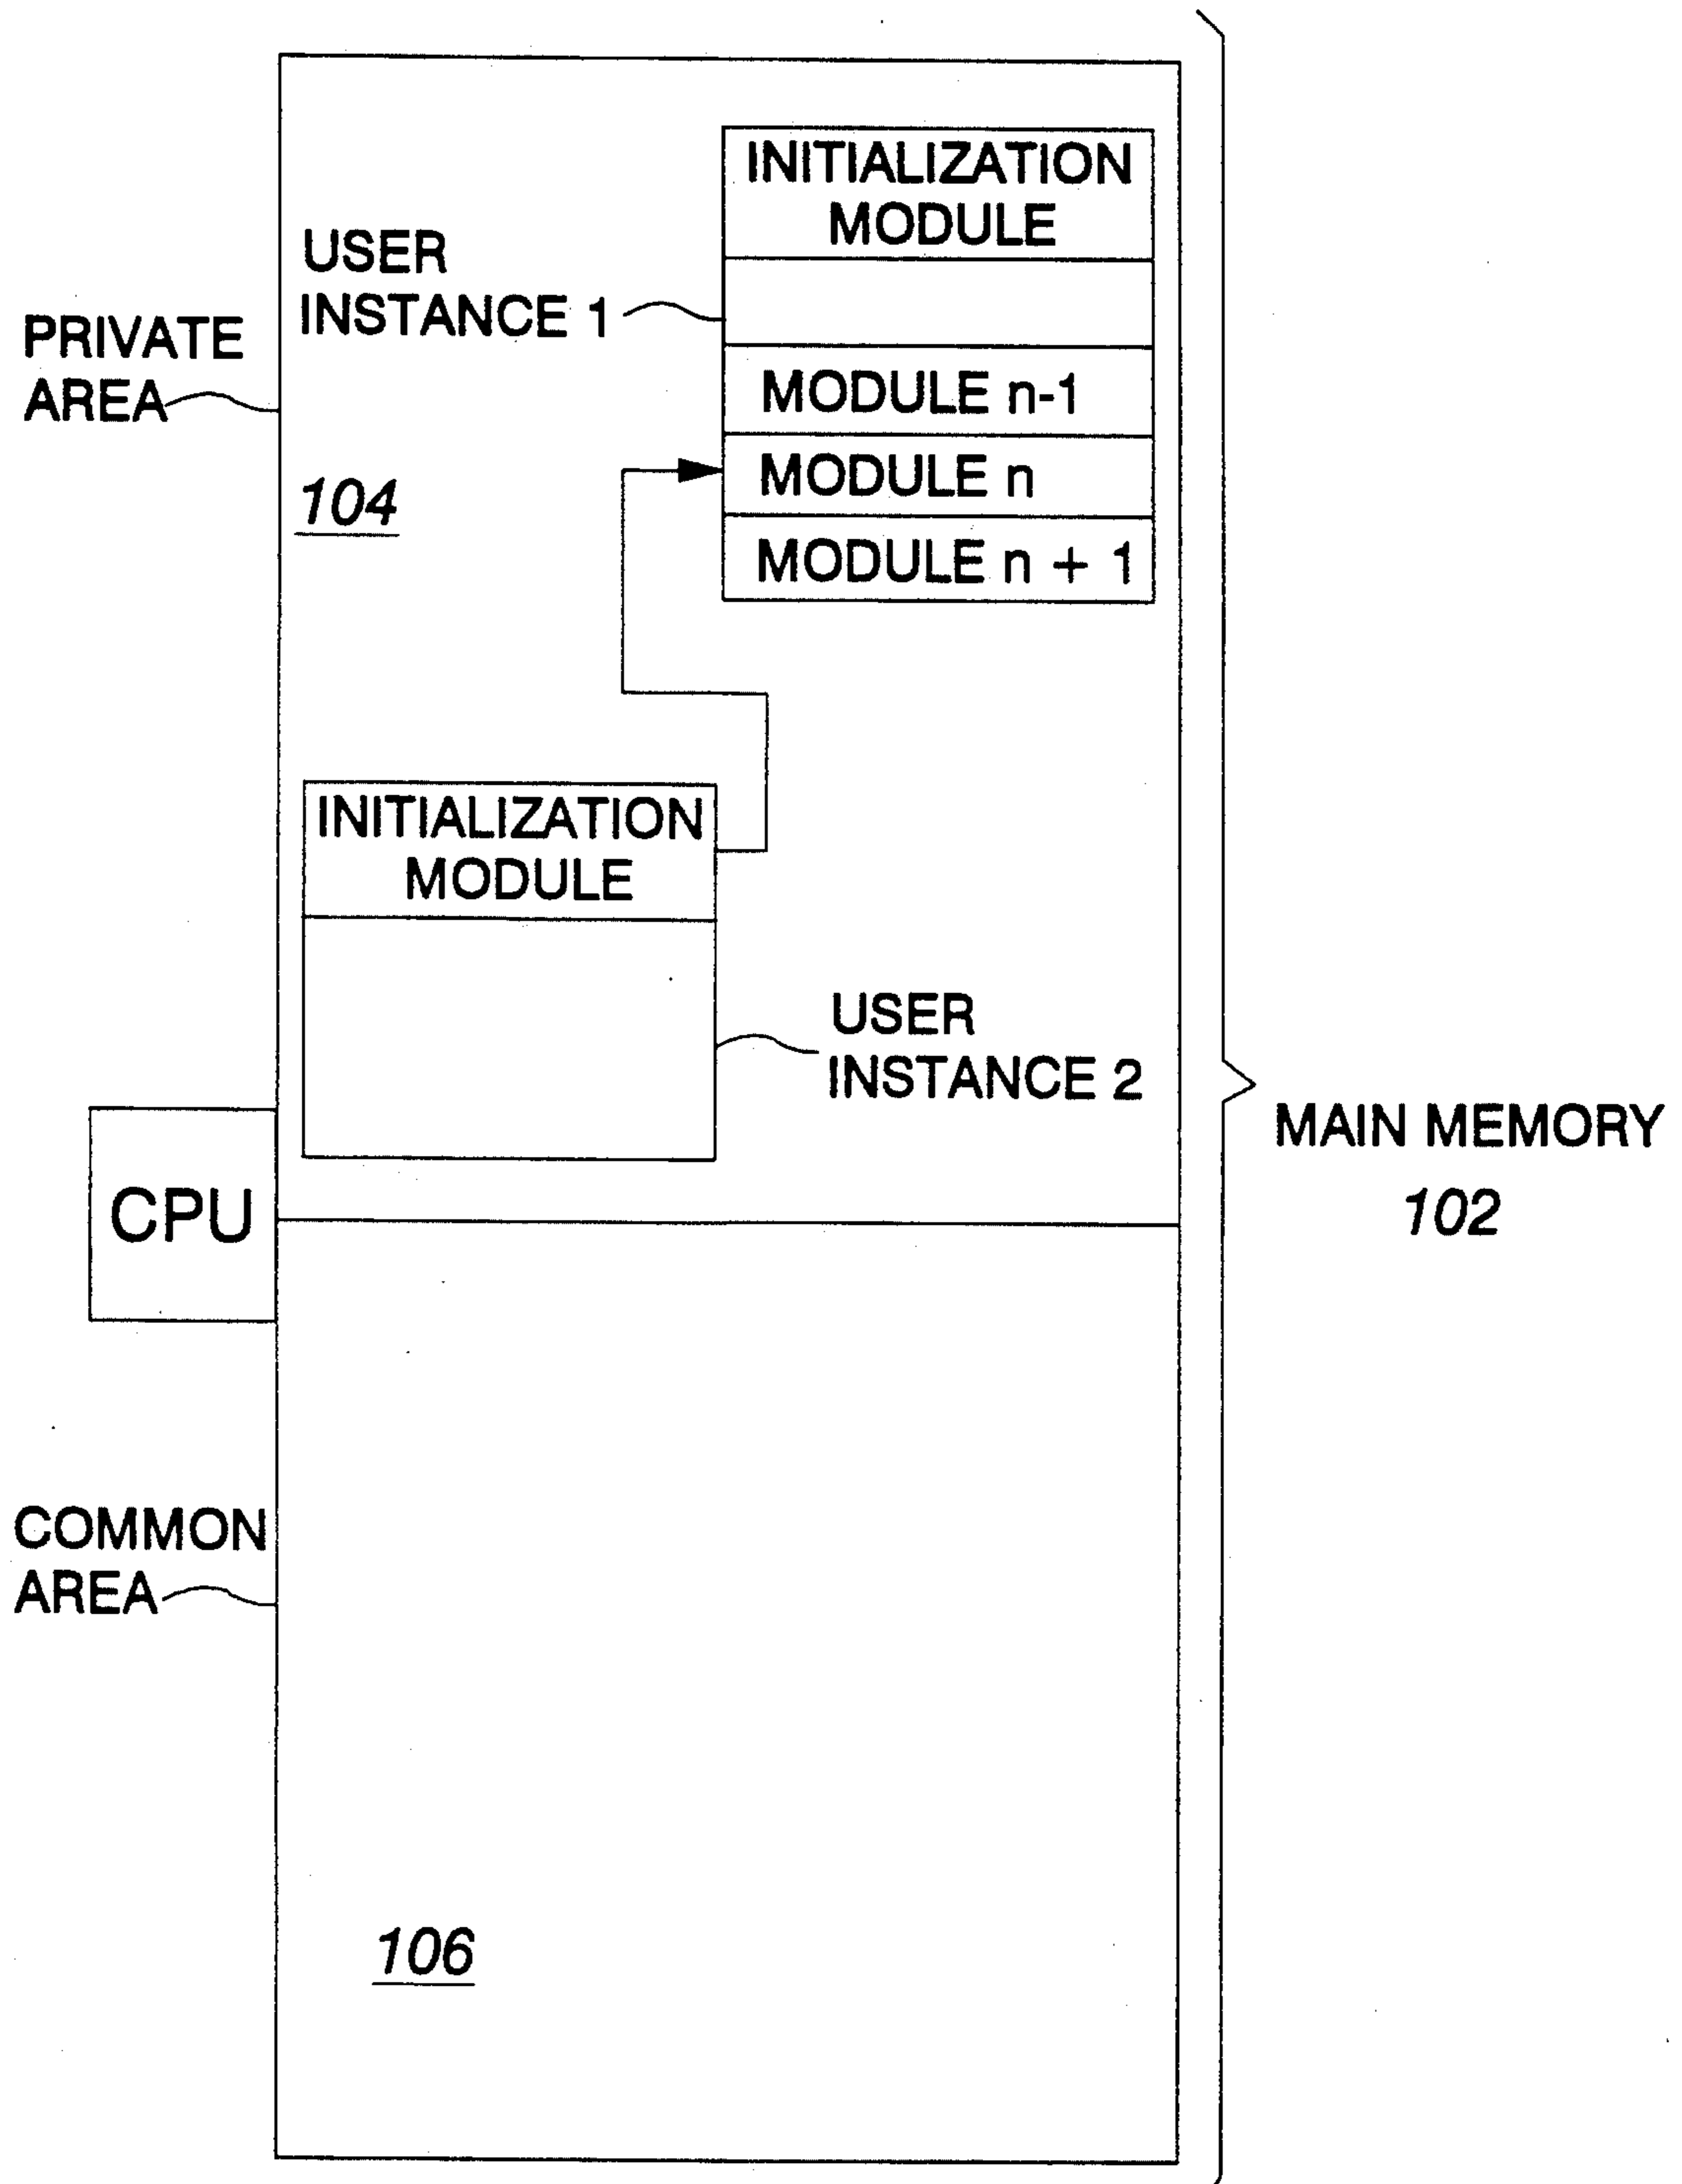 INITIALIZATION
MODULE
USER
INSTANCE 1
PRIVATE
AREA
MODULE n-1
MODULE n
104
MODULE n + 1
INITIALIZATION
MODULE
USER
INSTANCE 2
MAIN MEMORY
102
CPU
COMMON
AREA
106